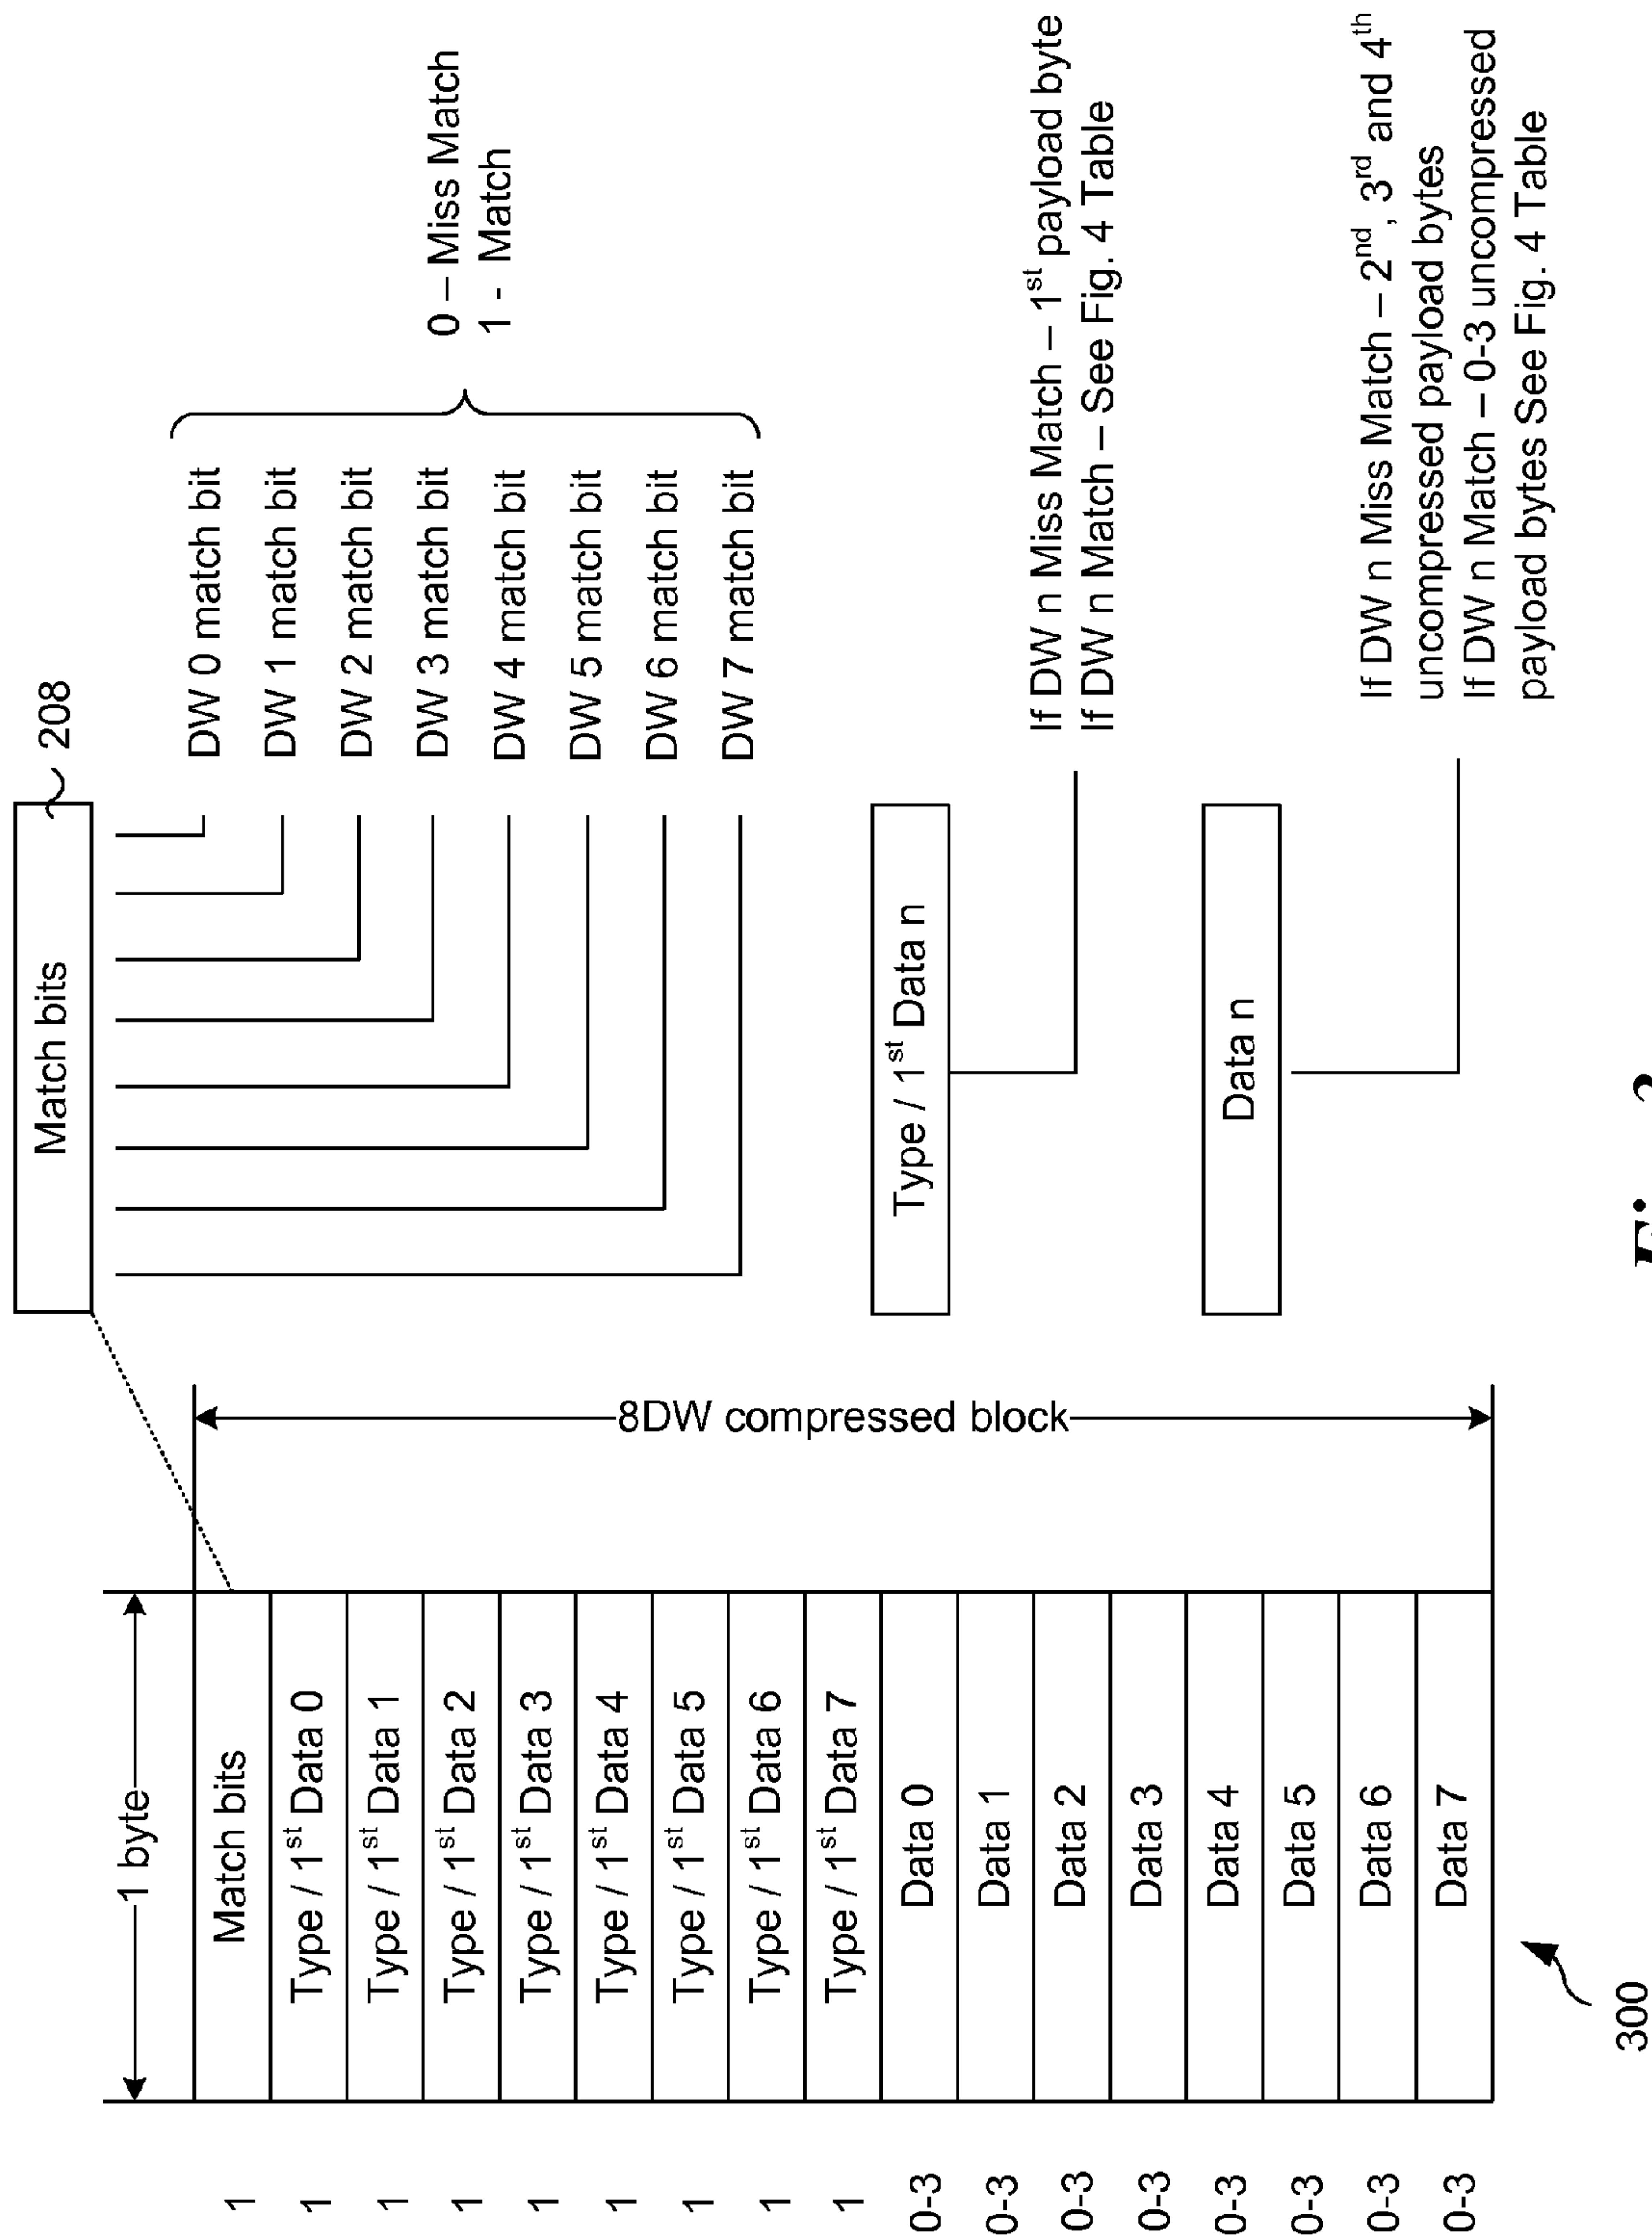 1 byte
1
Match bits
1
Type / 1st Data 0
1
Type / 1st Data 1
1
Type / 1st Data 2
1
Type / 1st Data 3
1
Type / 1st Data 4
1
Type / 1st Data 5
1
Type / 1st Data 6
1
Type / 1st Data 7
0-3
Data 0
0-3
Data 1
0-3
Data 2
0-3
Data 3
0-3
Data 4
0-3
Data 5
0-3
Data 6
0-3
Data 7
300
8DW compressed block
Match bits
208
DW 0 match bit
DW 1 match bit
DW 2 match bit
DW 3 match bit
DW 4 match bit
DW 5 match bit
DW 6 match bit
DW 7 match bit
0 – Miss Match
1 - Match
Type / 1st Data n
If DW n Miss Match – 1st payload byte
If DW n Match – See Fig. 4 Table
Data n
If DW n Miss Match – 2nd, 3rd and 4th
uncompressed payload bytes
If DW n Match – 0-3 uncompressed
payload bytes See Fig. 4 Table